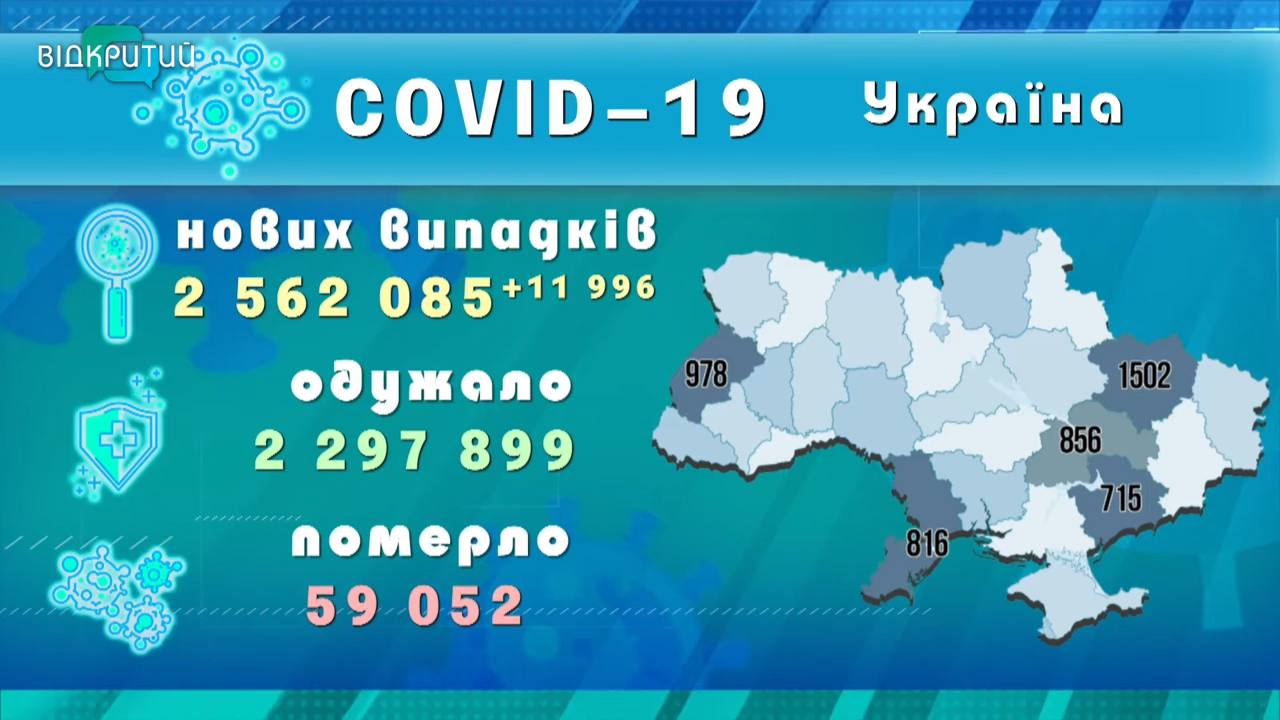 ВІДКРИТИЙ
COVID–19 Україна
нових випадків
2 562 085 +11 996
одужало
2 297 899
померло
59 052
978
1502
856
715
816